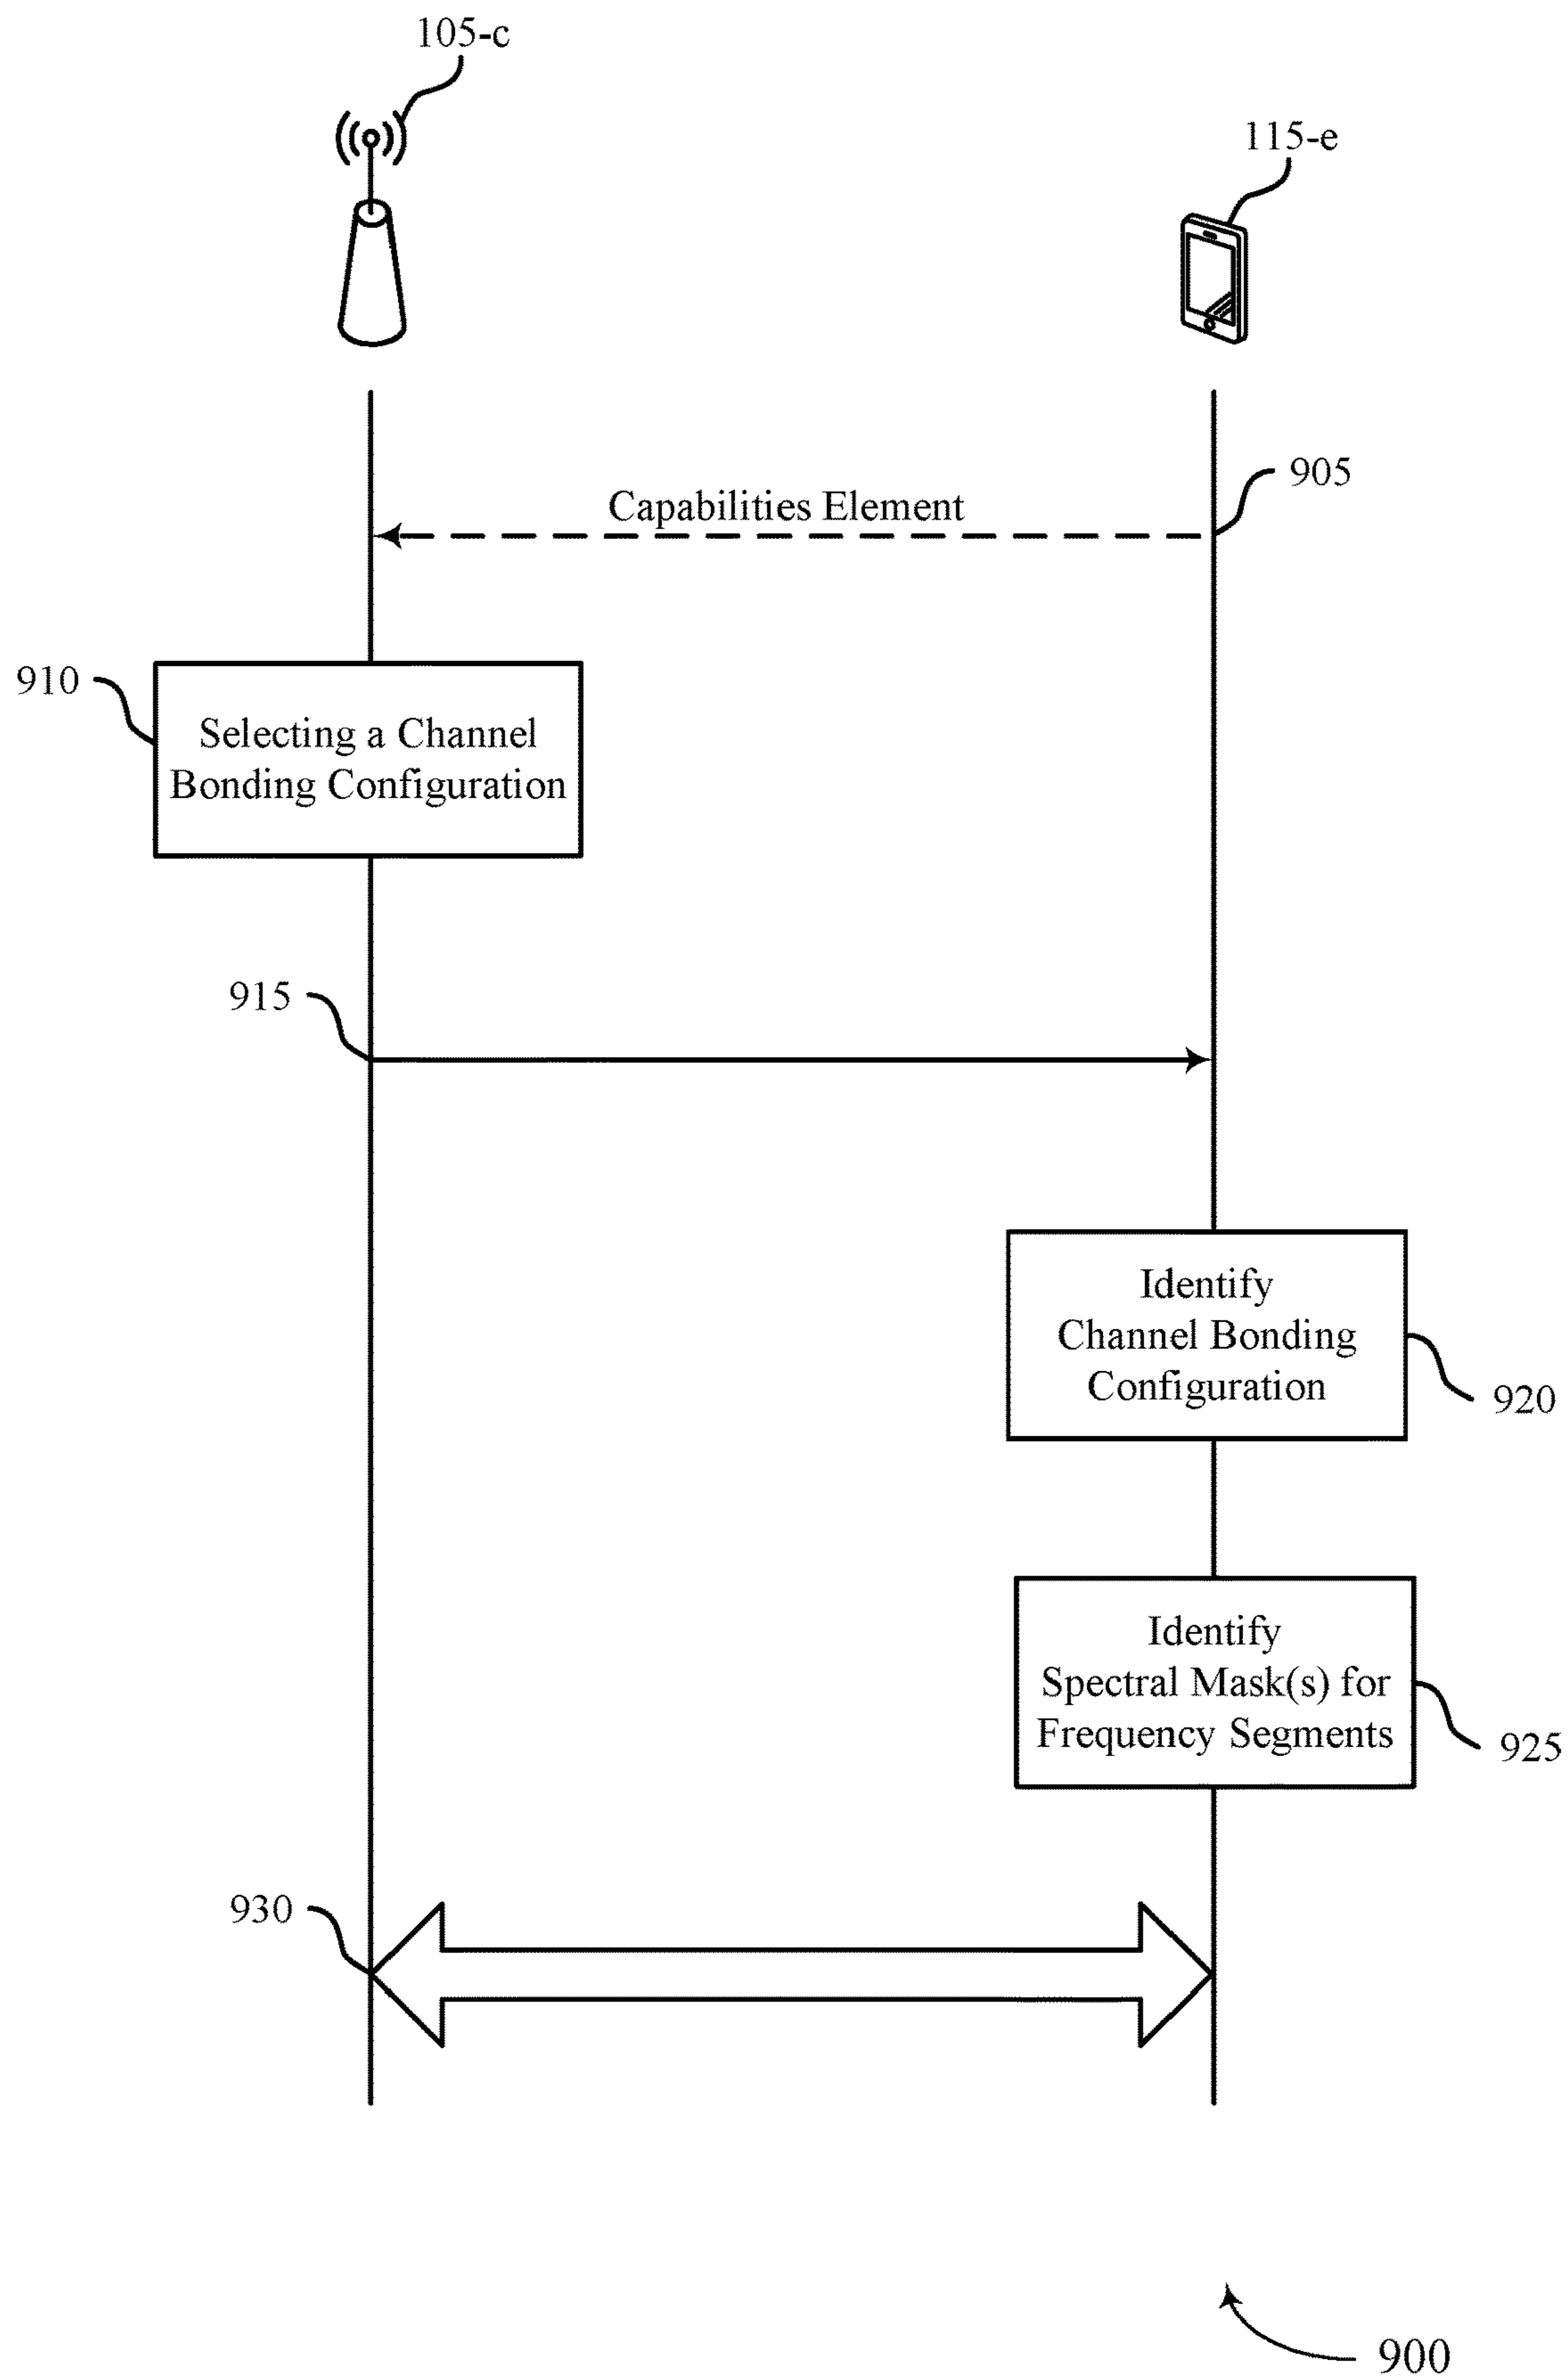 105-c
115-e
905
Capabilities Element
910
Selecting a Channel
Bonding Configuration
915
Identify
Channel Bonding
Configuration
920
Identify
Spectral Mask(s) for
Frequency Segments
925
930
900